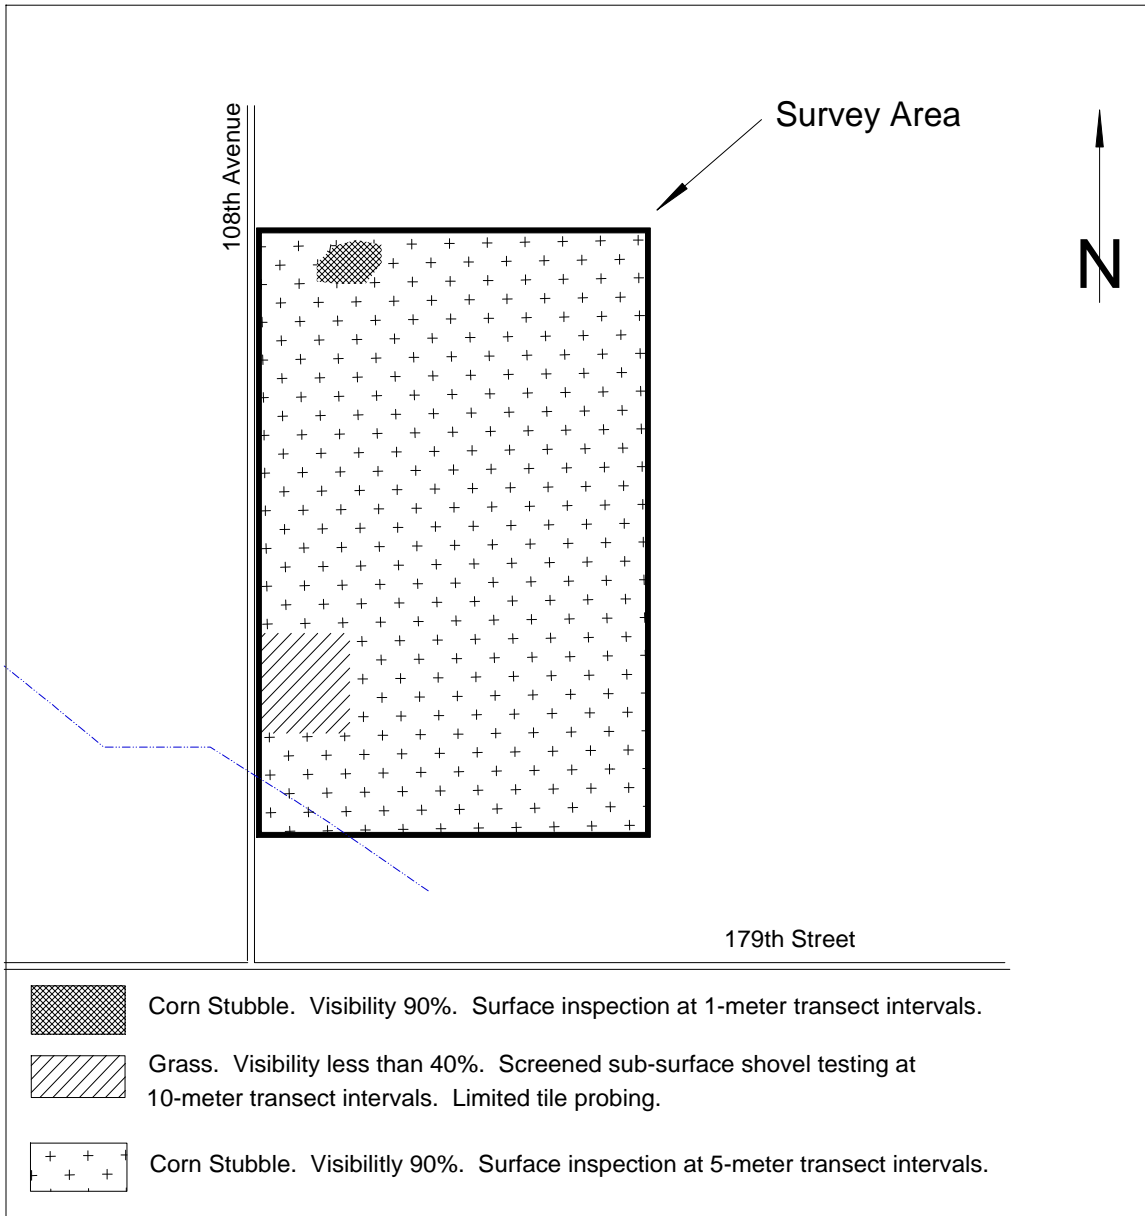 Survey Area
108th Avenue
N
179th Street
Corn Stubble.  Visibility 90%.  Surface inspection at 1-meter transect intervals.
Grass.  Visibility less than 40%.  Screened sub-surface shovel testing at
10-meter transect intervals.  Limited tile probing.
Corn Stubble.  Visibilitly 90%.  Surface inspection at 5-meter transect intervals.